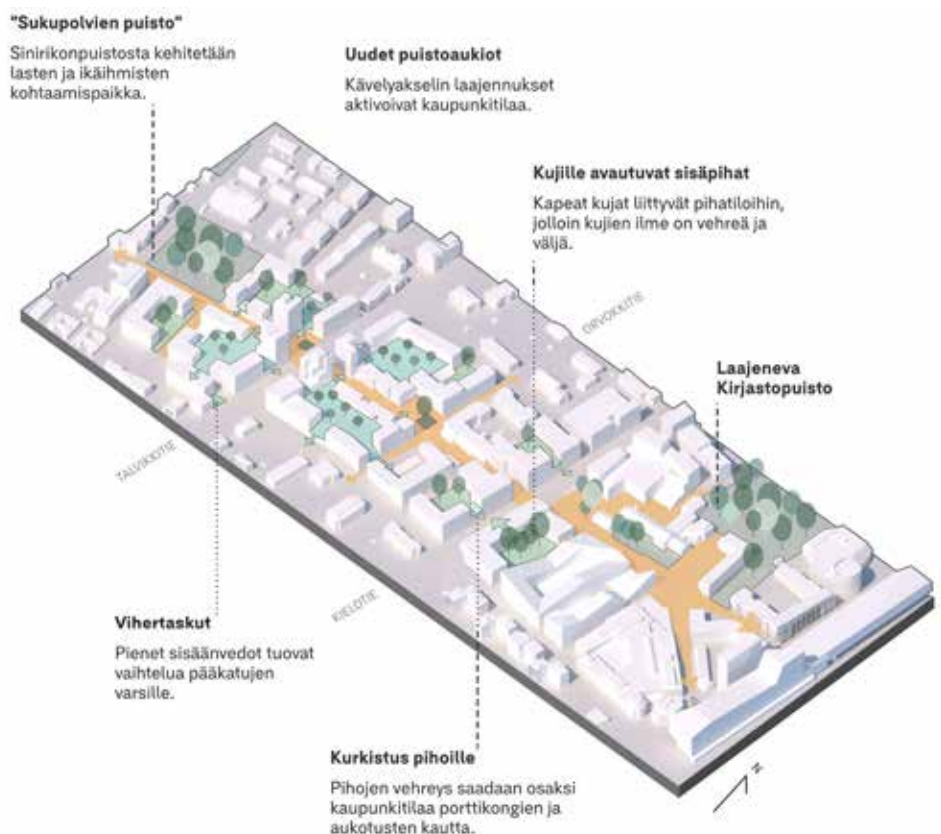 "Sukupolvien puisto"
Sinirikonpuistosta kehitetään
lasten ja ikäihmisten
kohtaamispaikka.
Uudet puistoaukiot
Kävelyakselin laajennukset
aktivoivat kaupunkitilaa.
Kujille avautuvat sisäpihat
Kapeat kujat liittyvät pihatiloihin,
jolloin kujien ilme on vehreä ja
väljä.
ORVOKKITIE
Laajeneva
Kirjastopuisto
TALVIKKITIE
KIELOTIE
Vihertaskut
Pienet sisäänvedot tuovat
vaihtelua pääkatujen
varsille.
Kurkistus pihoille
Pihojen vehreys saadaan osaksi
kaupunkitilaa porttikongien ja
aukotusten kautta.
N